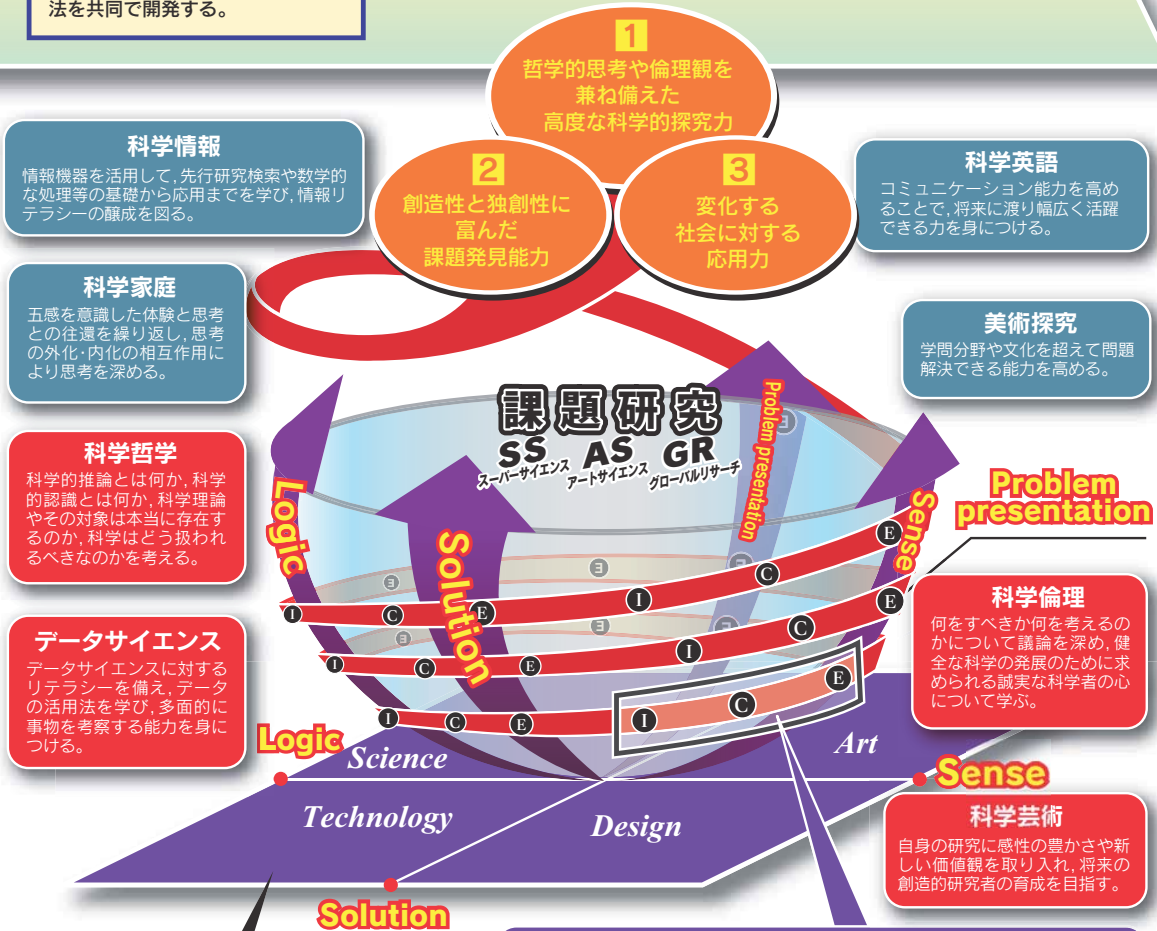 法を共同で開発する。
1
哲学的思考や倫理観を
兼ね備えた
高度な科学的探究力
2
創造性と独創性に
富んだ
課題発見能力
3
変化する
社会に対する
応用力
科学情報
情報機器を活用して,先行研究検索や数学的
な処理等の基礎から応用までを学び,情報リ
テラシーの醸成を図る。
科学英語
コミュニケーション能力を高め
ることで,将来に渡り幅広く活躍
できる力を身につける。
科学家庭
五感を意識した体験と思考
との往還を繰り返し,思考
の外化・内化の相互作用に
より思考を深める。
美術探究
学問分野や文化を超えて問題
解決できる能力を高める。
科学哲学
科学的推論とは何か,科学
的認識とは何か,科学理論
やその対象は本当に存在す
るのか,科学はどう扱われ
るべきなのかを考える。
データサイエンス
データサイエンスに対する
リテラシーを備え,データ
の活用法を学び,多面的に
事物を考察する能力を身に
つける。
課題研究
SS AS GR
スーパーサイエンス アートサイエンス グローバルリサーチ
Logic
Solution
Problem presentation
Sense
Problem
presentation
E
E
E
I C E I C E
E
E
E
I C E I C E
I C E I C E
科学倫理
何をすべきか何を考えるの
かについて議論を深め,健
全な科学の発展のために求
められる誠実な科学者の心
について学ぶ。
Logic
Science
Art
Sense
Technology
Design
Solution
科学芸術
自身の研究に感性の豊かさや新
しい価値観を取り入れ,将来の
創造的研究者の育成を目指す。